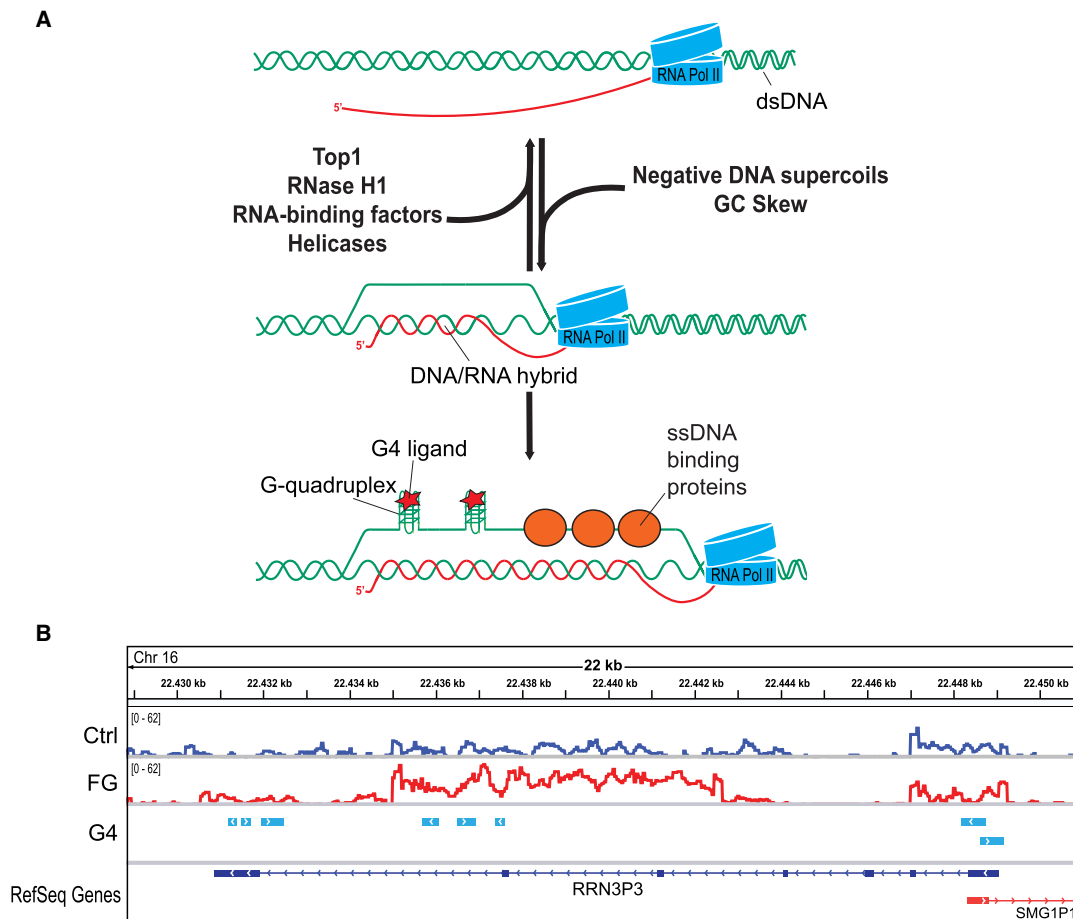 A
RNA Pol II
dsDNA
5'
Top1
RNase H1
RNA-binding factors
Helicases
Negative DNA supercoils
GC Skew
RNA Pol II
5'
DNA/RNA hybrid
G4 ligand
G-quadruplex
ssDNA
binding
proteins
RNA Pol II
5'
B
Chr 16
22 kb
22.430 kb 22.432 kb 22.434 kb 22.436 kb 22.438 kb 22.440 kb 22.442 kb 22.444 kb 22.446 kb 22.448 kb 22.450 kb
[0 - 62]
Ctrl
[0 - 62]
FG
G4
RefSeq Genes
RRN3P3
SMG1P1